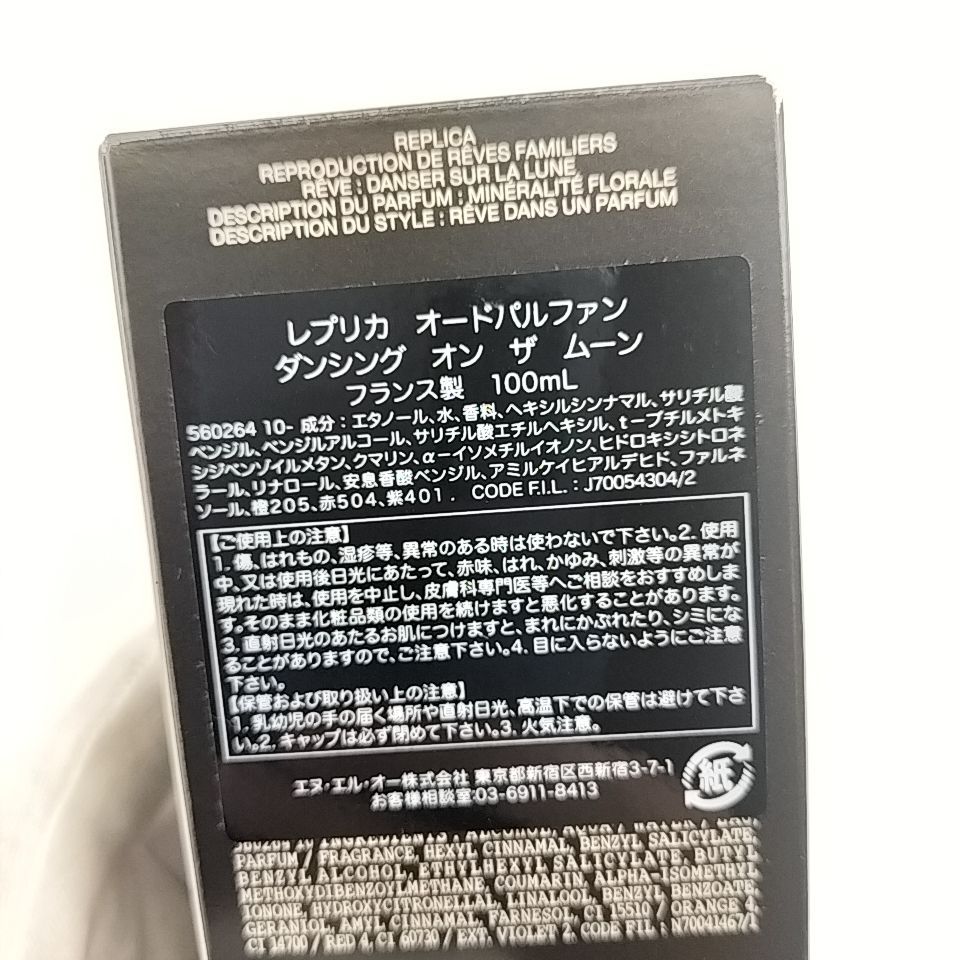 REPLICA
REPRODUCTION DE RÊVES FAMILIERS
RÊVE : DANSER SUR LA LUNE,
DESCRIPTION DU PARFUM : MINÉRALITÉ FLORALE
DESCRIPTION DU STYLE : RÊVE DANS UN PARFUM
レプリカ オードパルファン
ダンシング オン ザ ムーン
フランス製 100mL
560264 10- 成分：エタノール、水、香料、ヘキシルシンナマル、サリチル酸
ベンジル、ベンジルアルコール、サリチル酸エチルヘキシル、t－ブチルメトキ
シジベンゾイルメタン、クマリン、α－イソメチルイオノン、ヒドロキシシトロネ
ラール、リナロール、安息香酸ベンジル、アミルケイヒアルデヒド、ファルネ
ソール、橙205、赤504、紫401． CODE F.I.L. : J70054304/2
【ご使用上の注意】
1. 傷、はれもの、湿疹等、異常のある時は使わないで下さい。2. 使用
中、又は使用後日光にあたって、赤味、はれ、かゆみ、刺激等の異常が
現れた時は、使用を中止し、皮膚科専門医等へご相談をおすすめしま
す。そのまま化粧品類の使用を続けますと悪化することがあります。
3. 直射日光のあたるお肌につけますと、まれにかぶれたり、シミにな
ることがありますので、ご注意下さい。4. 目に入らないようにご注意
下さい。
【保管および取り扱い上の注意】
1. 乳幼児の手の届く場所や直射日光、高温下での保管は避けて下さ
い。2. キャップは必ず閉めて下さい。3. 火気注意。
エヌ・エル・オー株式会社 東京都新宿区西新宿3-7-1
お客様相談室:03-6911-8413
紙
PARFUM / FRAGRANCE, HEXYL CINNAMAL, BENZYL SALICYLATE,
BENZYL ALCOHOL, ETHYLHEXYL SALICYLATE, BUTYL
METHOXYDIBENZOYLMETHANE, COUMARIN, ALPHA-ISOMETHYL
IONONE, HYDROXYCITRONELLAL, LINALOOL, BENZYL BENZOATE,
GERANIOL, AMYL CINNAMAL, FARNESOL, CI 15510 / ORANGE 4,
CI 14700 / RED 4, CI 60730 / EXT. VIOLET 2. CODE FIL : N70041467/1